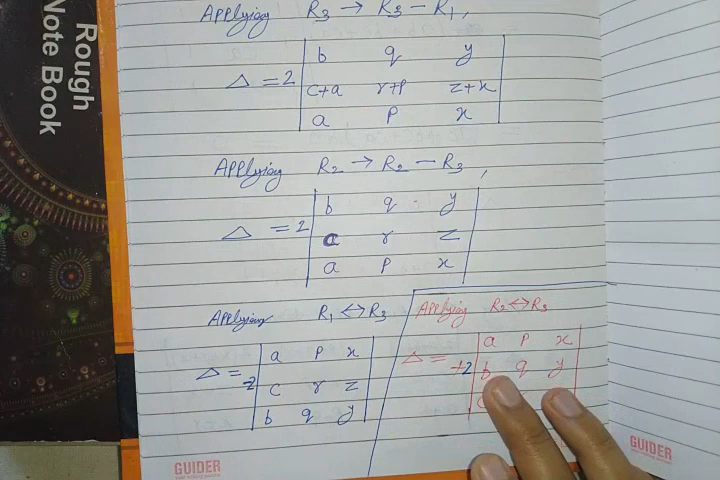 Applying R3 → R3 − R1,
b q y
Δ = 2 c+a r+p z+x
a p x
Applying R2 → R2 − R3,
b q y
Δ = 2 c r z
a p x
Applying R1 ↔ R3
a p x
Δ = -2 c r z
b q y
Applying R2 ↔ R3
a p x
Δ = +2 b q y
GUIDER
GUIDER
Rough
Note Book